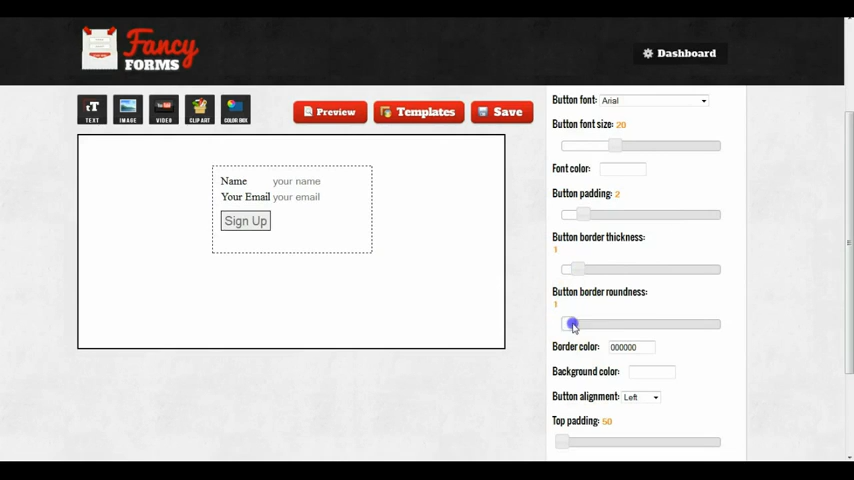 Fancy
FORMS
Dashboard
TEXT
IMAGE
VIDEO
CLIP ART
COLOR BOX
Preview
Templates
Save
Button font: Arial
Button font size: 20
Font color:
Button padding: 2
Button border thickness:
1
Button border roundness:
1
Border color: 000000
Background color:
Button alignment: Left
Top padding: 50
Name your name
Your Email your email
Sign Up